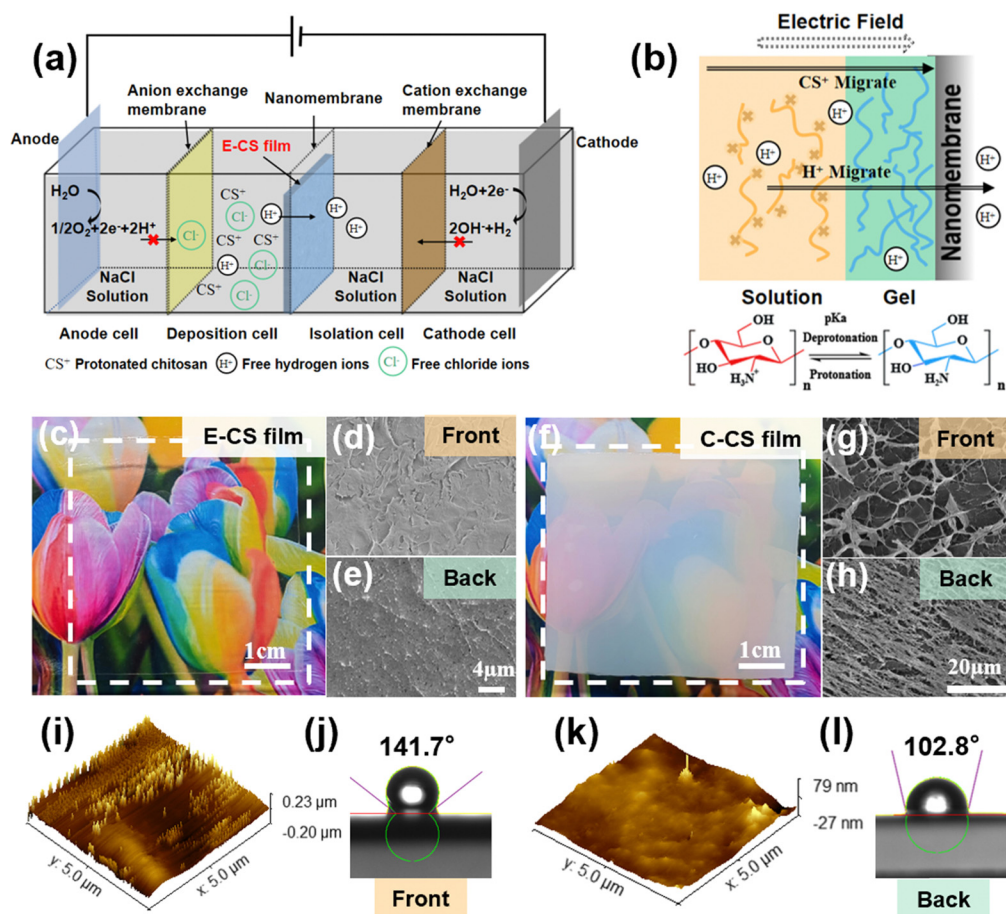 (a)
Anion exchange
membrane
Nanomembrane
Cation exchange
membrane
Anode
E-CS film
Cathode
H₂O
1/2O₂+2e⁻+2H⁺
CS⁺
Cl⁻
H⁺
H⁺
CS⁺
CS⁺
H⁺
Cl⁻
CS⁺
Cl⁻
Cl⁻
H⁺
H⁺
H₂O+2e⁻
2OH⁻+H₂
NaCl
Solution
NaCl
Solution
NaCl
Solution
Anode cell
Deposition cell
Isolation cell
Cathode cell
CS⁺ Protonated chitosan
H⁺ Free hydrogen ions
Cl⁻ Free chloride ions
(b)
Electric Field
CS⁺ Migrate
H⁺
H⁺
H⁺
H⁺ Migrate
H⁺
H⁺
H⁺
H⁺
Nanomembrane
Solution
Gel
OH
O
O
HO
H₃N⁺
n
pKa
Deprotonation
Protonation
OH
O
O
HO
H₂N
n
(c)
E-CS film
1cm
(d)
Front
(e)
Back
4μm
(f)
C-CS film
1cm
(g)
Front
(h)
Back
20μm
(i)
0.23 μm
-0.20 μm
y: 5.0 μm
x: 5.0 μm
(j)
141.7°
Front
(k)
79 nm
-27 nm
y: 5.0 μm
x: 5.0 μm
(l)
102.8°
Back